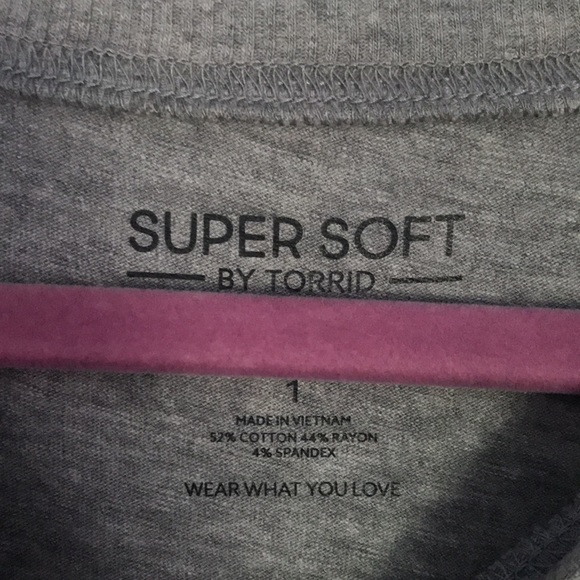 SUPER SOFT
BY TORRID
1
MADE IN VIETNAM
52% COTTON 44% RAYON
4% SPANDEX
WEAR WHAT YOU LOVE